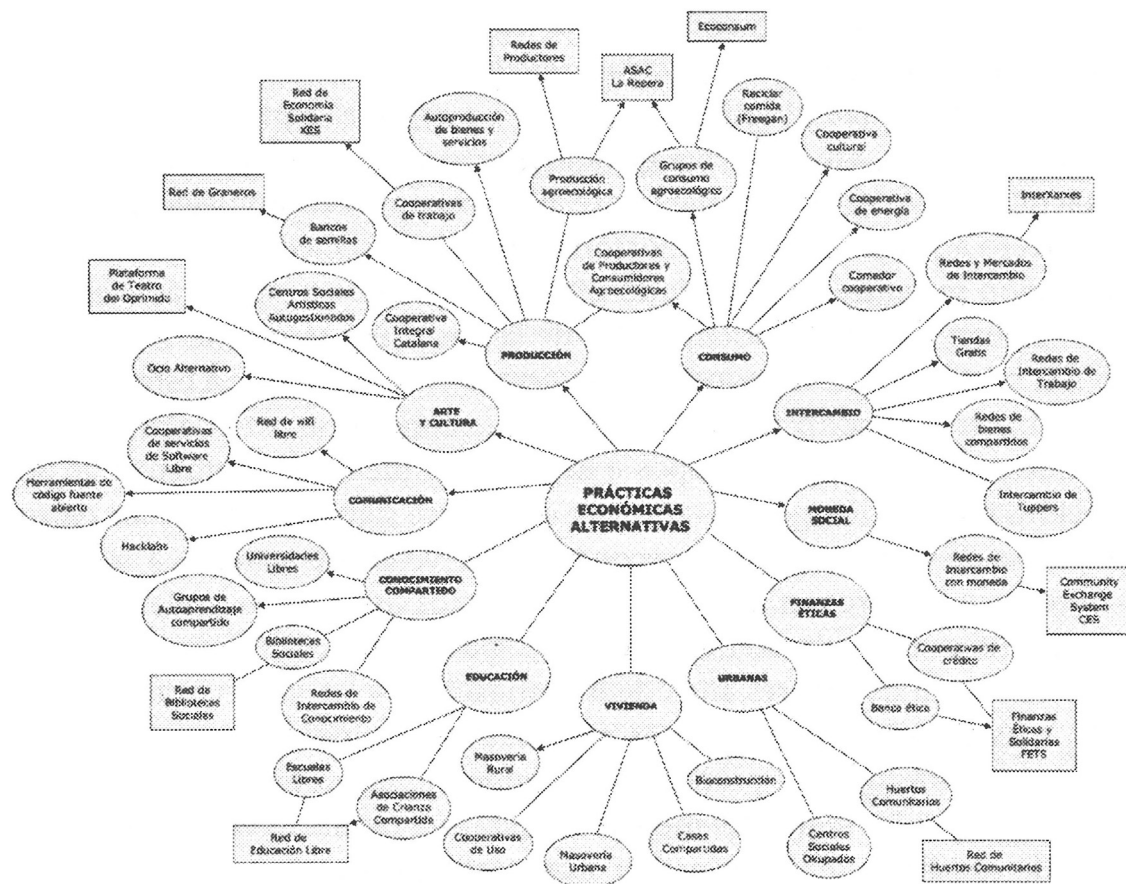 Ecoconsum
Redes de
Productores
ASAC
La Repera
Red de
Economía
Solidaria
XES
Autoproducción
de bienes y
servicios
Reciclar
comida
(Freegan)
Cooperativa
cultural
Producción
agroecológica
Grupos de
consumo
agroecológico
Red de Graneros
Cooperativas
de trabajo
Cooperativa
de energía
InterXarxes
Bancos
de semillas
Cooperativas
de Productores y
Consumidores
Agroecológicas
Redes y Mercados
de Intercambio
Plataforma
de Teatro
del Oprimido
Centros Sociales
Artísticos
Autogestionados
Comedor
cooperativo
Cooperativa
Integral
Catalana
PRODUCCIÓN
CONSUMO
Tiendas
Gratis
Redes de
Intercambio de
Trabajo
Ocio Alternativo
ARTE
Y CULTURA
INTERCAMBIO
Red de wifi
libre
Redes de
bienes
compartidos
Cooperativas
de servicios
de Software
Libre
Herramientas de
código fuente
abierto
COMUNICACIÓN
PRÁCTICAS
ECONÓMICAS
ALTERNATIVAS
Intercambio de
Tuppers
MONEDA
SOCIAL
Hacklabs
Universidades
Libres
CONOCIMIENTO
COMPARTIDO
Redes de
Intercambio
con moneda
Grupos de
Autoaprendizaje
compartido
FINANZAS
ÉTICAS
Community
Exchange
System
CES
Bibliotecas
Sociales
Cooperativas de
crédito
EDUCACIÓN
URBANAS
Red de
Bibliotecas
Sociales
Redes de
Intercambio de
Conocimiento
VIVIENDA
Banca ética
Finanzas
Éticas y
Solidarias
FETS
Masovería
Rural
Escuelas
Libres
Bioconstrucción
Asociaciones
de Crianza
Compartida
Huertos
Comunitarios
Red de
Educación Libre
Cooperativas
de Uso
Masovería
Urbana
Casas
Compartidas
Centros
Sociales
Okupados
Red de
Huertos Comunitarios